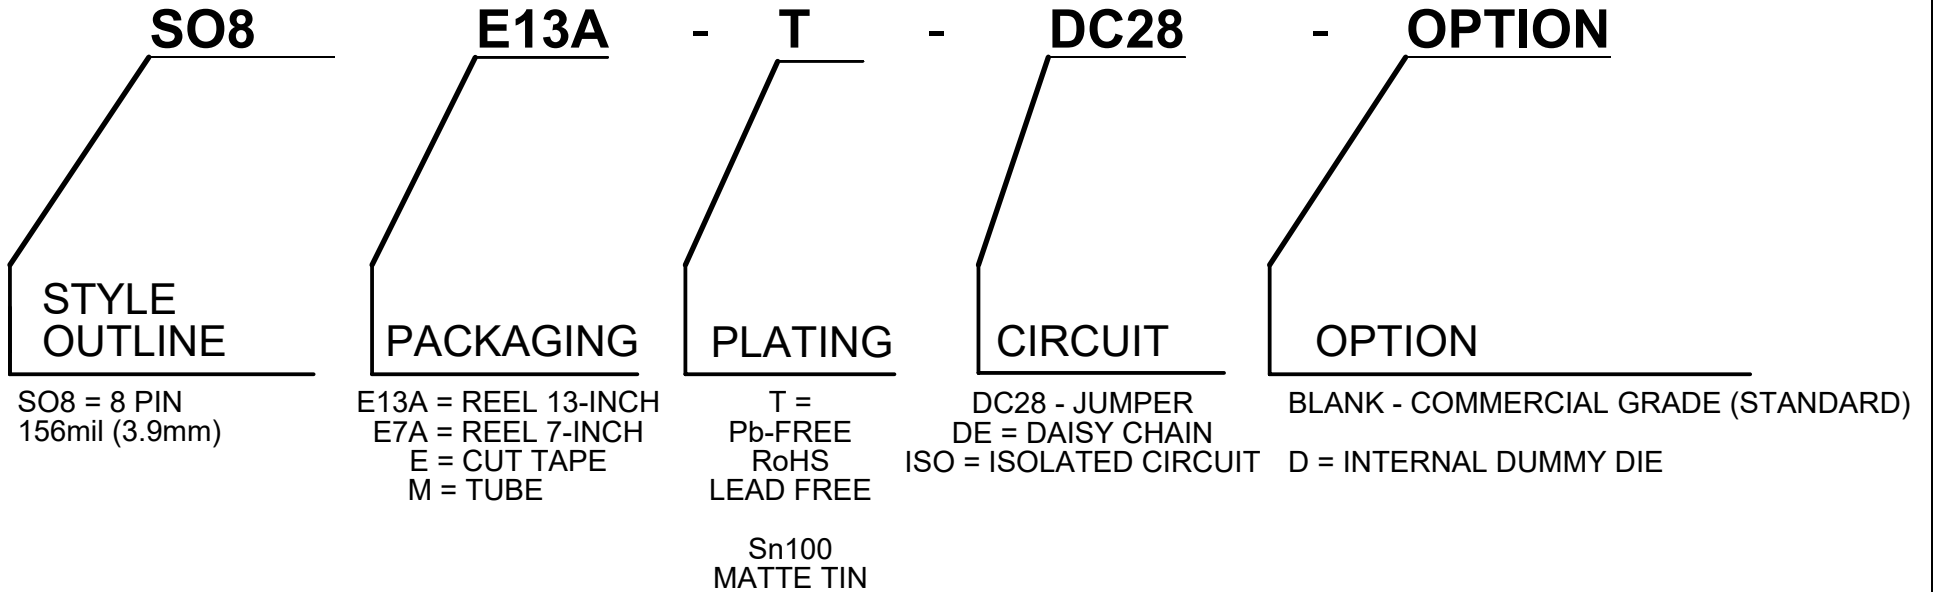 SO8 E13A - T - DC28 - OPTION
STYLE
OUTLINE
SO8 = 8 PIN
156mil (3.9mm)
PACKAGING
E13A = REEL 13-INCH
E7A = REEL 7-INCH
E = CUT TAPE
M = TUBE
PLATING
T =
Pb-FREE
RoHS
LEAD FREE
Sn100
MATTE TIN
CIRCUIT
DC28 - JUMPER
DE = DAISY CHAIN
ISO = ISOLATED CIRCUIT
OPTION
BLANK - COMMERCIAL GRADE (STANDARD)
D = INTERNAL DUMMY DIE